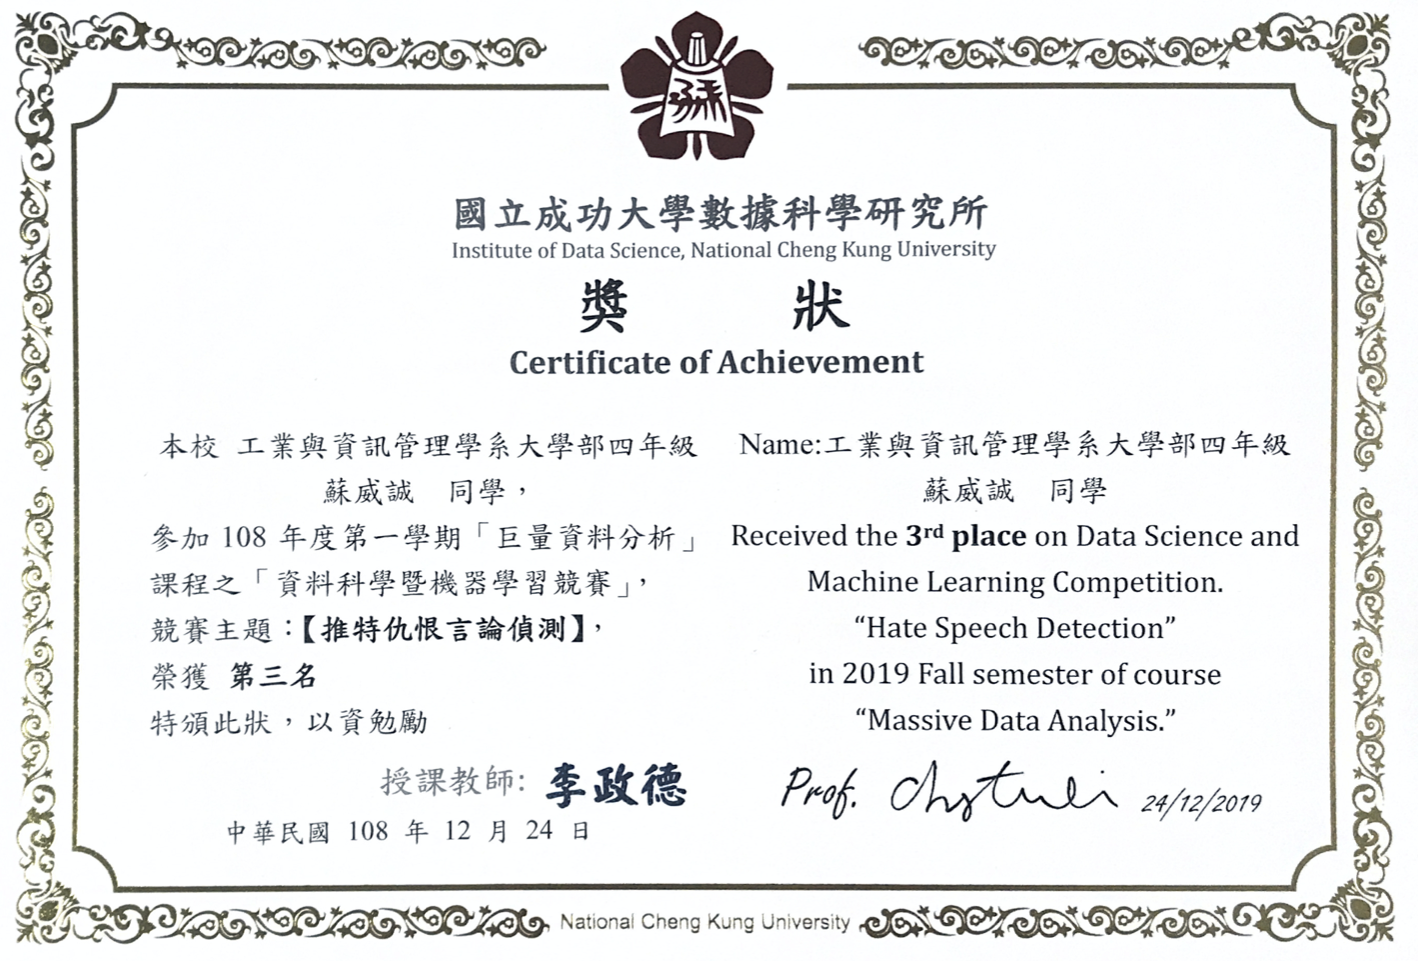 國立成功大學數據科學研究所
Institute of Data Science, National Cheng Kung University
獎 狀
Certificate of Achievement
本校 工業與資訊管理學系大學部四年級
蘇威誠 同學，
參加 108 年度第一學期「巨量資料分析」
課程之「資料科學暨機器學習競賽」，
競賽主題：【推特仇恨言論偵測】，
榮獲 第三名
特頒此狀，以資勉勵
授課教師: 李政德
中華民國 108 年 12 月 24 日
Name:工業與資訊管理學系大學部四年級
蘇威誠 同學
Received the 3rd place on Data Science and
Machine Learning Competition.
“Hate Speech Detection”
in 2019 Fall semester of course
“Massive Data Analysis.”
Prof. 24/12/2019
National Cheng Kung University